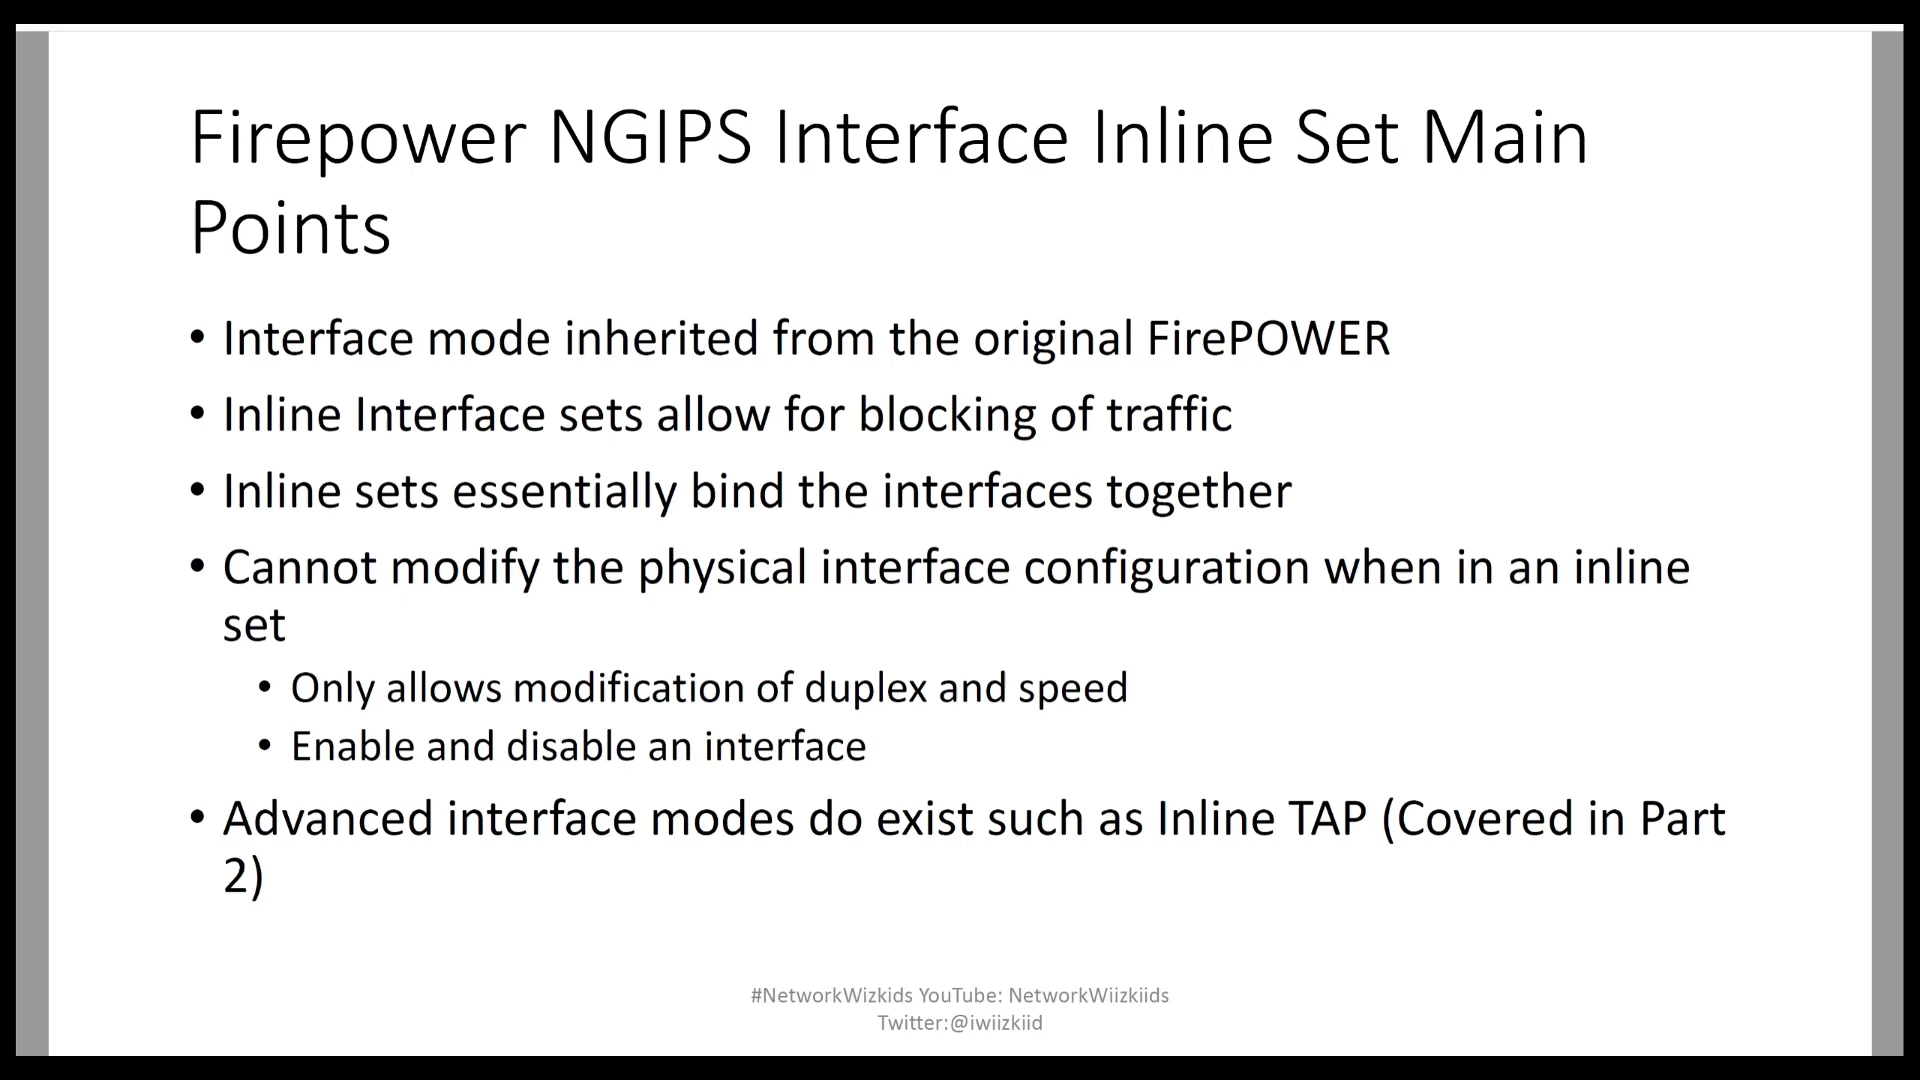 Firepower NGIPS Interface Inline Set Main
Points
• Interface mode inherited from the original FirePOWER
• Inline Interface sets allow for blocking of traffic
• Inline sets essentially bind the interfaces together
• Cannot modify the physical interface configuration when in an inline
set
• Only allows modification of duplex and speed
• Enable and disable an interface
• Advanced interface modes do exist such as Inline TAP (Covered in Part
2)
#NetworkWizkids YouTube: NetworkWiizkiids
Twitter:@iwiizkiid